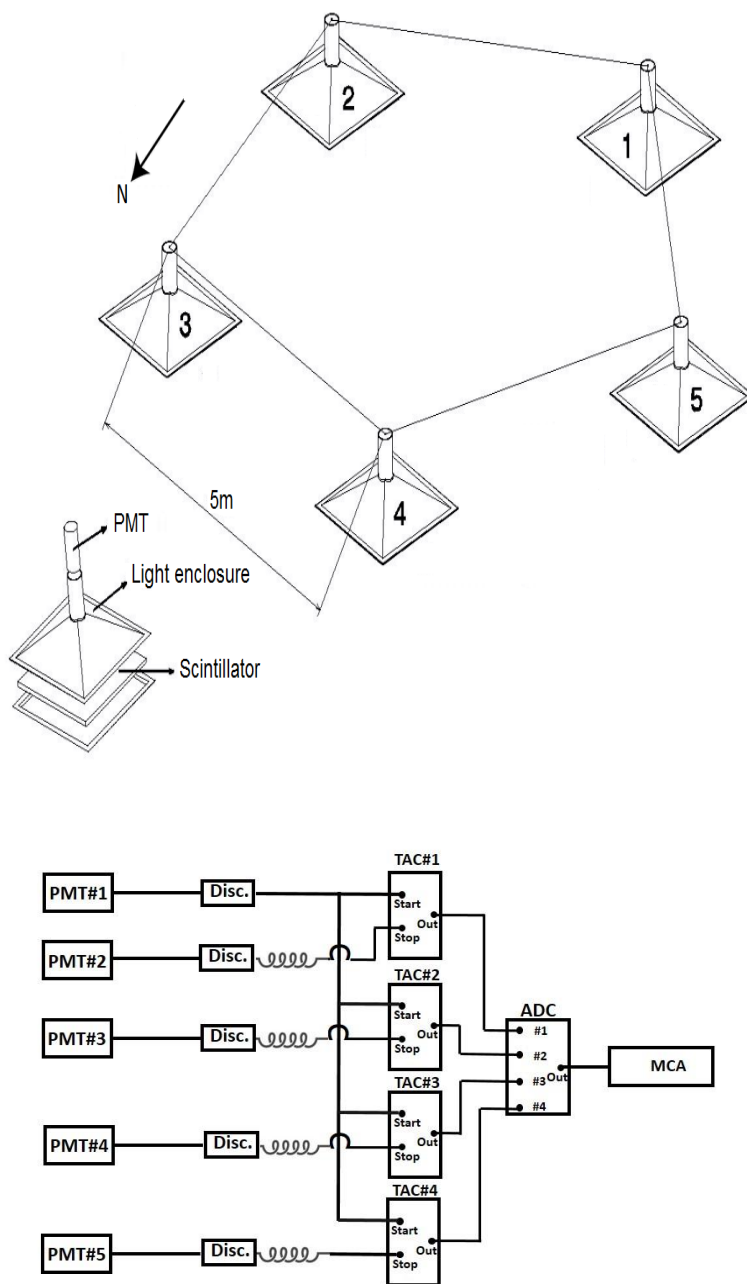 2
1
N
3
5
4
5m
PMT
Light enclosure
Scintillator
TAC#1
PMT#1
Disc.
Start
Out
Stop
PMT#2
Disc.
TAC#2
Start
Out
Stop
PMT#3
Disc.
ADC
#1
#2
#3
#4
Out
MCA
TAC#3
Start
Out
Stop
PMT#4
Disc.
TAC#4
Start
Out
Stop
PMT#5
Disc.